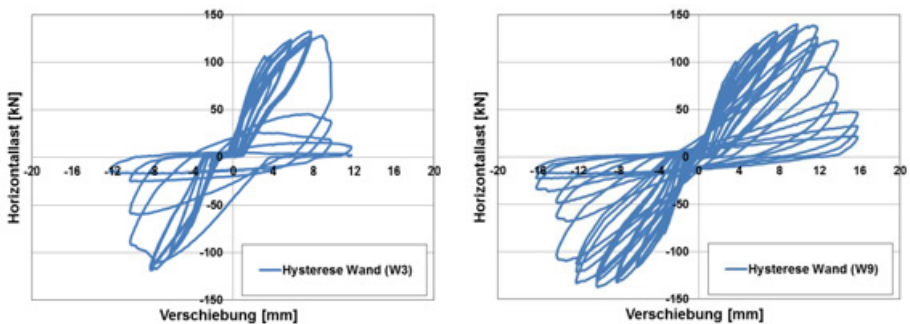 150
100
50
0
-20 -16 -12 -8 -4 0 4 8 12 16 20
-50
-100
-150
Horizontallast [kN]
Verschiebung [mm]
Hysterese Wand (W3)
150
100
50
0
-20 -16 -12 -8 -4 0 4 8 12 16 20
-50
-100
-150
Horizontallast [kN]
Verschiebung [mm]
Hysterese Wand (W9)